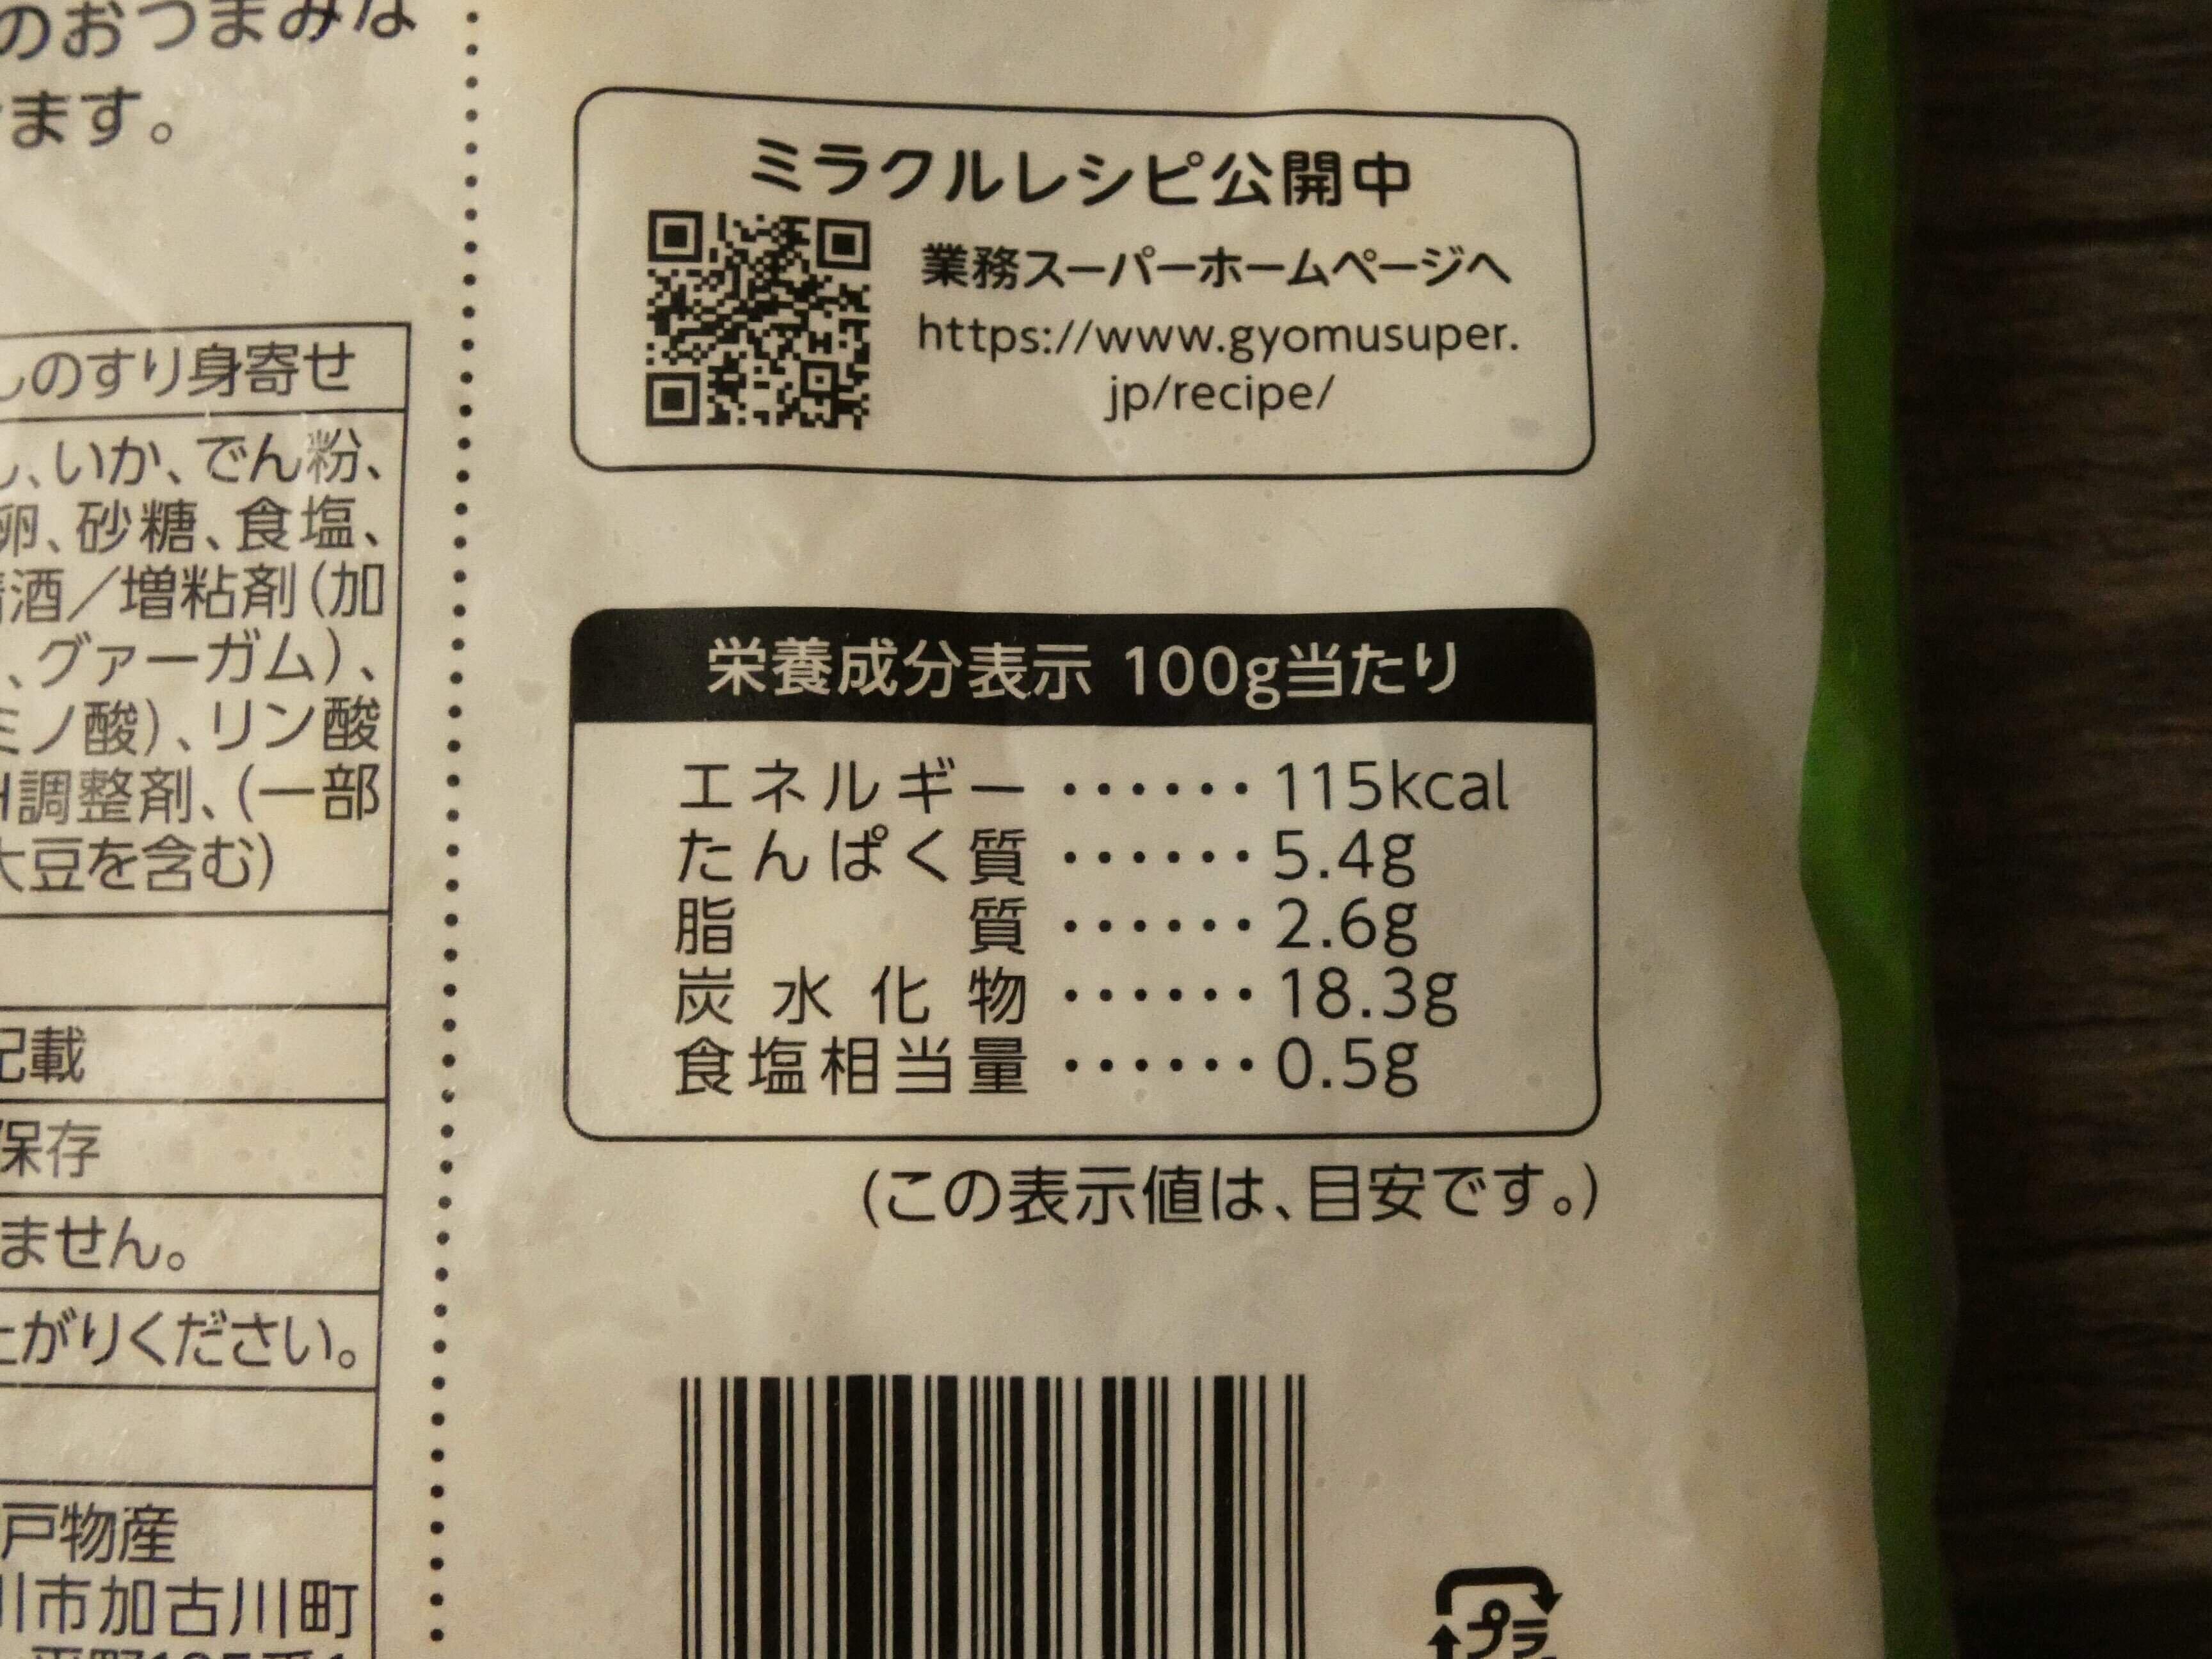 のおつまみな
ます。
のすり身寄せ
、いか、でん粉、
卵、砂糖、食塩、
酒／増粘剤（加
、グァーガム）、
ミノ酸）、リン酸
調整剤、（一部
大豆を含む）
記載
保存
ません。
がりください。
戸物産
川市加古川町
ミラクルレシピ公開中
業務スーパーホームページへ
https://www.gyomusuper.
jp/recipe/
栄養成分表示 100g当たり
エネルギー ･･････ 115kcal
たんぱく質 ･･････ 5.4g
脂質 ･･････ 2.6g
炭水化物 ･･････ 18.3g
食塩相当量 ･･････ 0.5g
（この表示値は、目安です。）
プラ